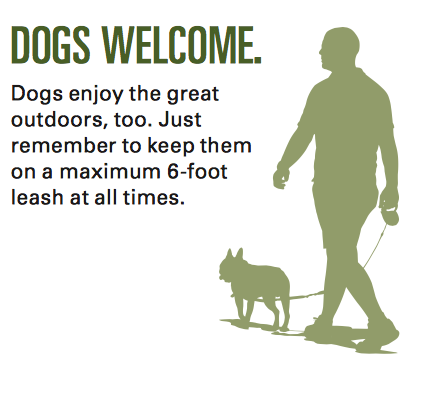 DOGS WELCOME.
Dogs enjoy the great
outdoors, too. Just
remember to keep them
on a maximum 6-foot
leash at all times.